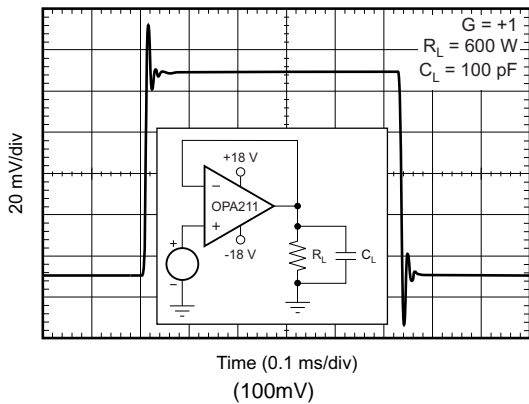 G = +1
R_L = 600 W
C_L = 100 pF
20 mV/div
+18 V
−
OPA211
+
-18 V
+
−
R_L
C_L
Time (0.1 ms/div)
(100mV)